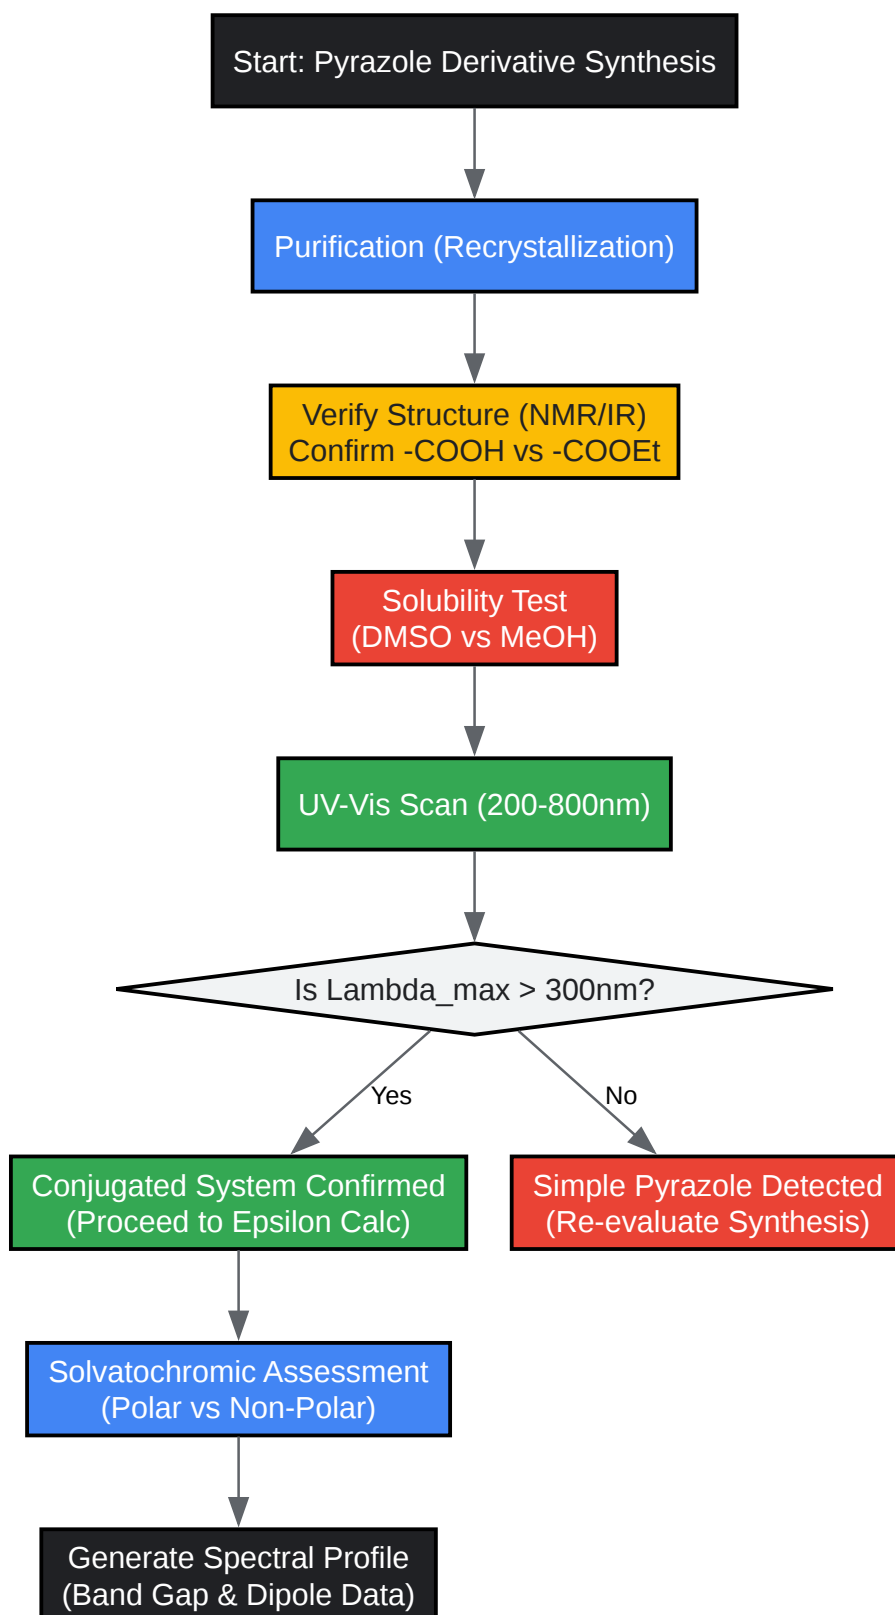 Start: Pyrazole Derivative Synthesis
Purification (Recrystallization)
Verify Structure (NMR/IR)
Confirm -COOH vs -COOEt
Solubility Test
(DMSO vs MeOH)
UV-Vis Scan (200-800nm)
Is Lambda_max > 300nm?
Yes
No
Conjugated System Confirmed
(Proceed to Epsilon Calc)
Simple Pyrazole Detected
(Re-evaluate Synthesis)
Solvatochromic Assessment
(Polar vs Non-Polar)
Generate Spectral Profile
(Band Gap & Dipole Data)